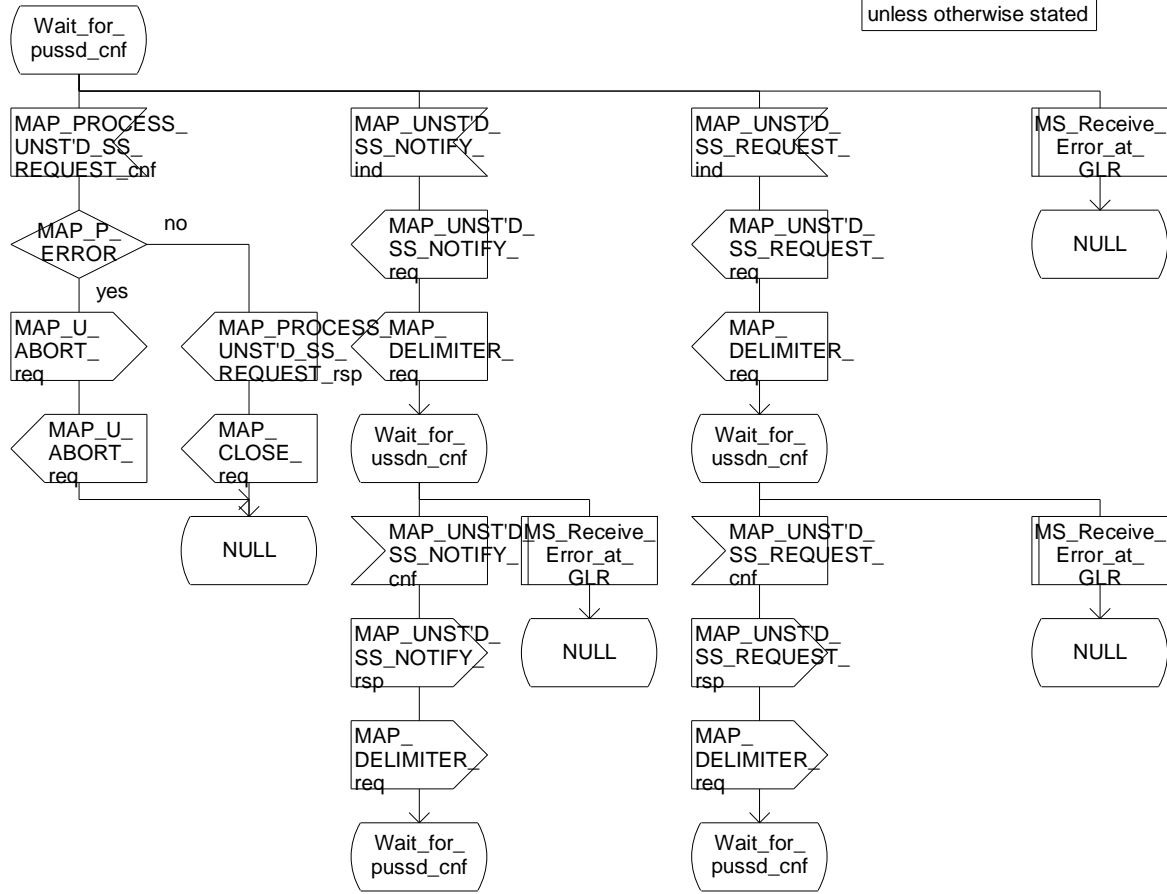 unless otherwise stated
Wait_for_
pussd_cnf
MAP_PROCESS_
UNST'D_SS_
REQUEST_cnf
MAP_UNST'D_
SS_NOTIFY_
ind
MAP_UNST'D_
SS_REQUEST_
ind
MS_Receive_
Error_at_
GLR
MAP_P_
ERROR
no
yes
MAP_UNST'D_
SS_NOTIFY_
req
MAP_UNST'D_
SS_REQUEST_
req
NULL
MAP_U_
ABORT_
req
MAP_PROCESS_
UNST'D_SS_
REQUEST_rsp
MAP_
DELIMITER_
req
MAP_
DELIMITER_
req
MAP_U_
ABORT_
req
MAP_
CLOSE_
req
Wait_for_
ussdn_cnf
Wait_for_
ussdn_cnf
NULL
MAP_UNST'D_
SS_NOTIFY_
cnf
MS_Receive_
Error_at_
GLR
MAP_UNST'D_
SS_REQUEST_
cnf
MS_Receive_
Error_at_
GLR
MAP_UNST'D_
SS_NOTIFY_
rsp
NULL
MAP_UNST'D_
SS_REQUEST_
rsp
NULL
MAP_
DELIMITER_
req
MAP_
DELIMITER_
req
Wait_for_
pussd_cnf
Wait_for_
pussd_cnf